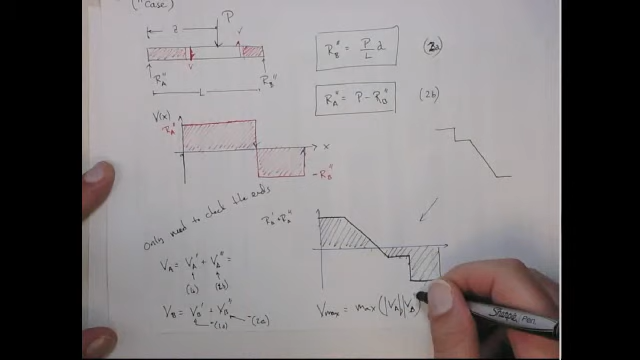 ("Case.
P
z
V
V
R_A"
R_B"
L
R_B" = P/L d
(2a)
R_A" = P - R_B"
(2b)
V(x)
R_A"
x
-R_B"
Only need to check the ends
R_A' + R_A"
V_A = V_A' + V_A" =
(1b) (2b)
V_B = V_B' + V_B"
-(1a) -(2a)
V_max = max (|V_A|,|V_B|)
Sharpie Pen.